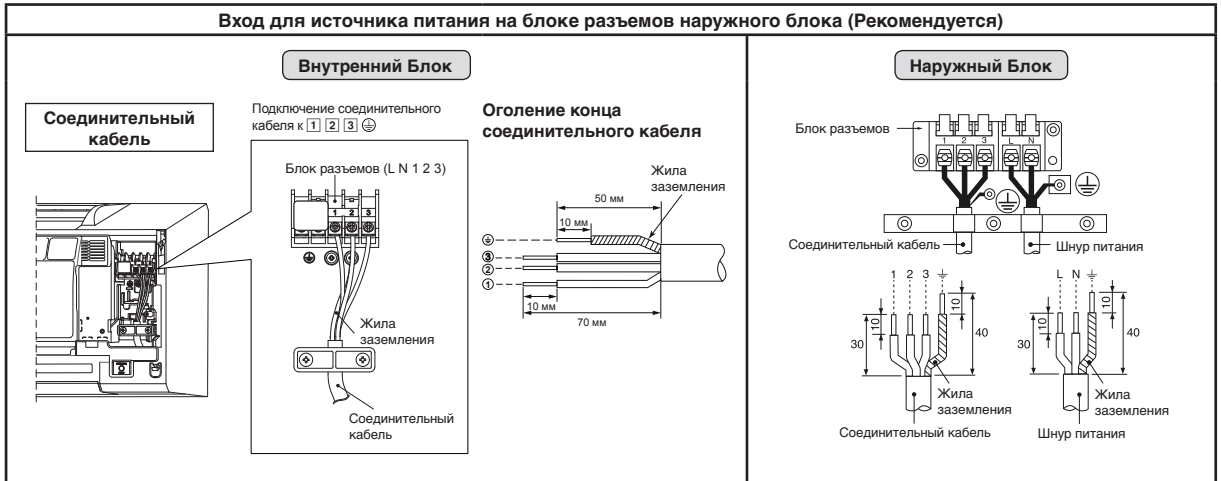 Вход для источника питания на блоке разъемов наружного блока (Рекомендуется)
Внутренний Блок
Соединительный
кабель
Подключение соединительного
кабеля к 1 2 3
Блок разъемов (L N 1 2 3)
1 2 3
Жила
заземления
Соединительный
кабель
Оголение конца
соединительного кабеля
Жила
заземления
50 мм
10 мм
3
2
1
10 мм
70 мм
Наружный Блок
Блок разъемов
1 2 3 L N
Соединительный кабель
Шнур питания
1 2 3
10
10
30
40
Жила
заземления
Соединительный кабель
L N
10
10
30
40
Жила
заземления
Шнур питания